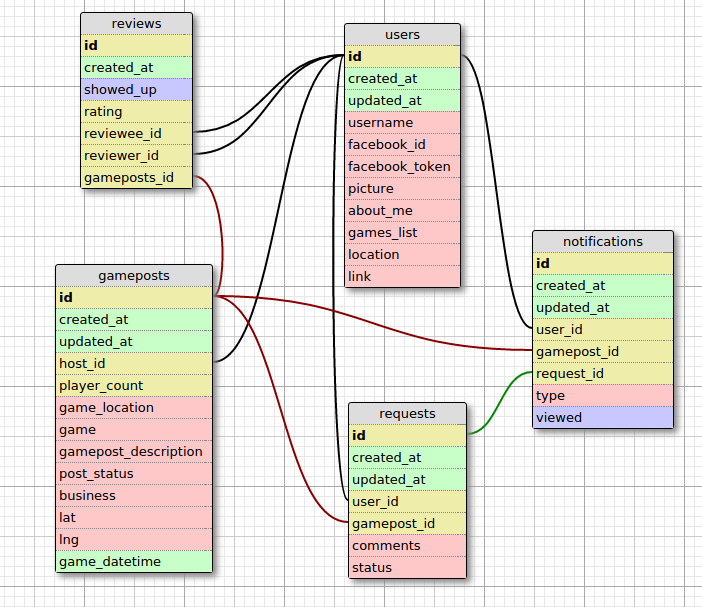 reviews
id
created_at
showed_up
rating
reviewee_id
reviewer_id
gameposts_id
users
id
created_at
updated_at
username
facebook_id
facebook_token
picture
about_me
games_list
location
link
notifications
id
created_at
updated_at
user_id
gamepost_id
request_id
type
viewed
gameposts
id
created_at
updated_at
host_id
player_count
game_location
game
gamepost_description
post_status
business
lat
lng
game_datetime
requests
id
created_at
updated_at
user_id
gamepost_id
comments
status